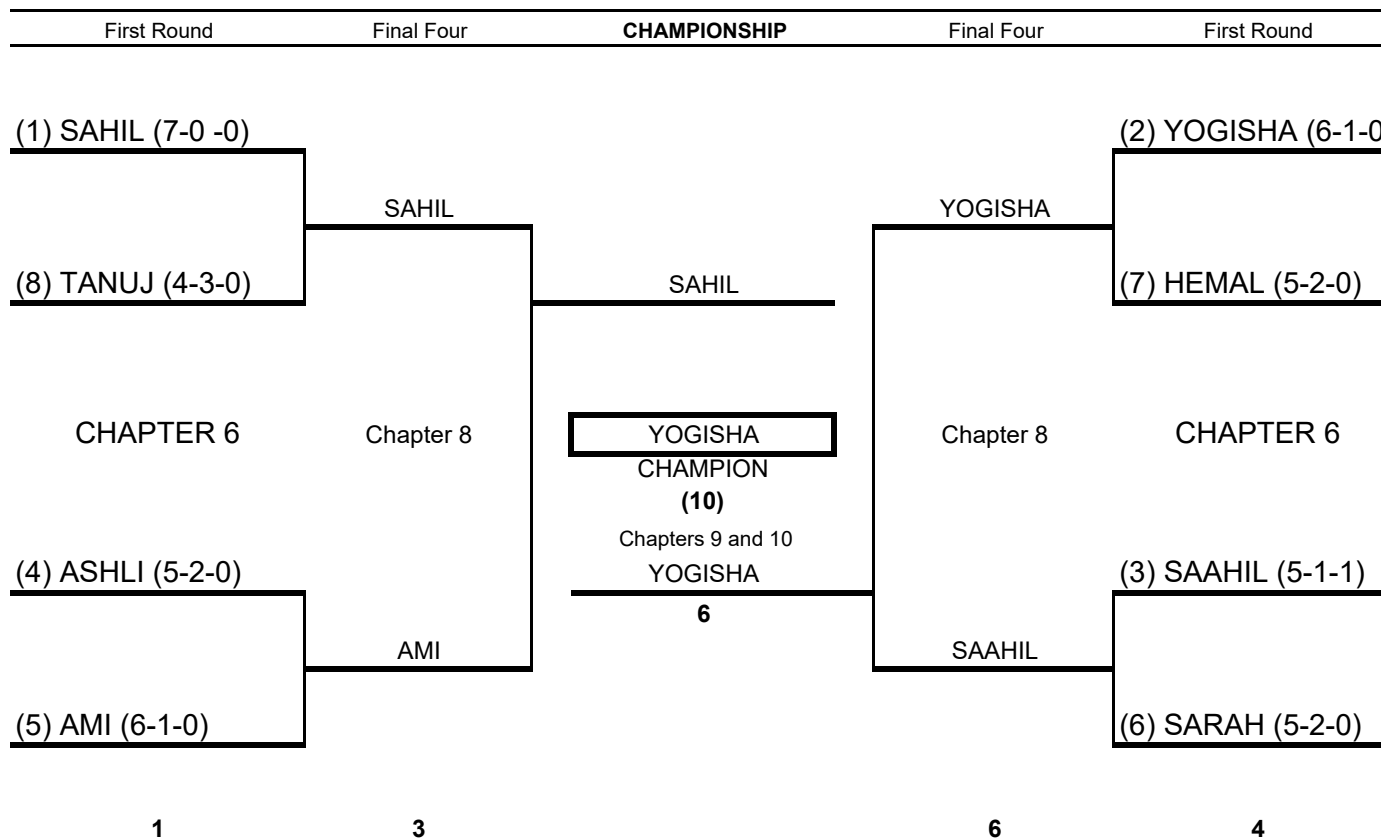 First Round Final Four CHAMPIONSHIP Final Four First Round
(1) SAHIL (7-0 -0) (2) YOGISHA (6-1-0
SAHIL YOGISHA
(8) TANUJ (4-3-0) SAHIL (7) HEMAL (5-2-0)
CHAPTER 6 Chapter 8 YOGISHA Chapter 8 CHAPTER 6
CHAMPION
(10)
Chapters 9 and 10
(4) ASHLI (5-2-0) YOGISHA (3) SAAHIL (5-1-1)
6
AMI SAAHIL
(5) AMI (6-1-0) (6) SARAH (5-2-0)
1 3 6 4